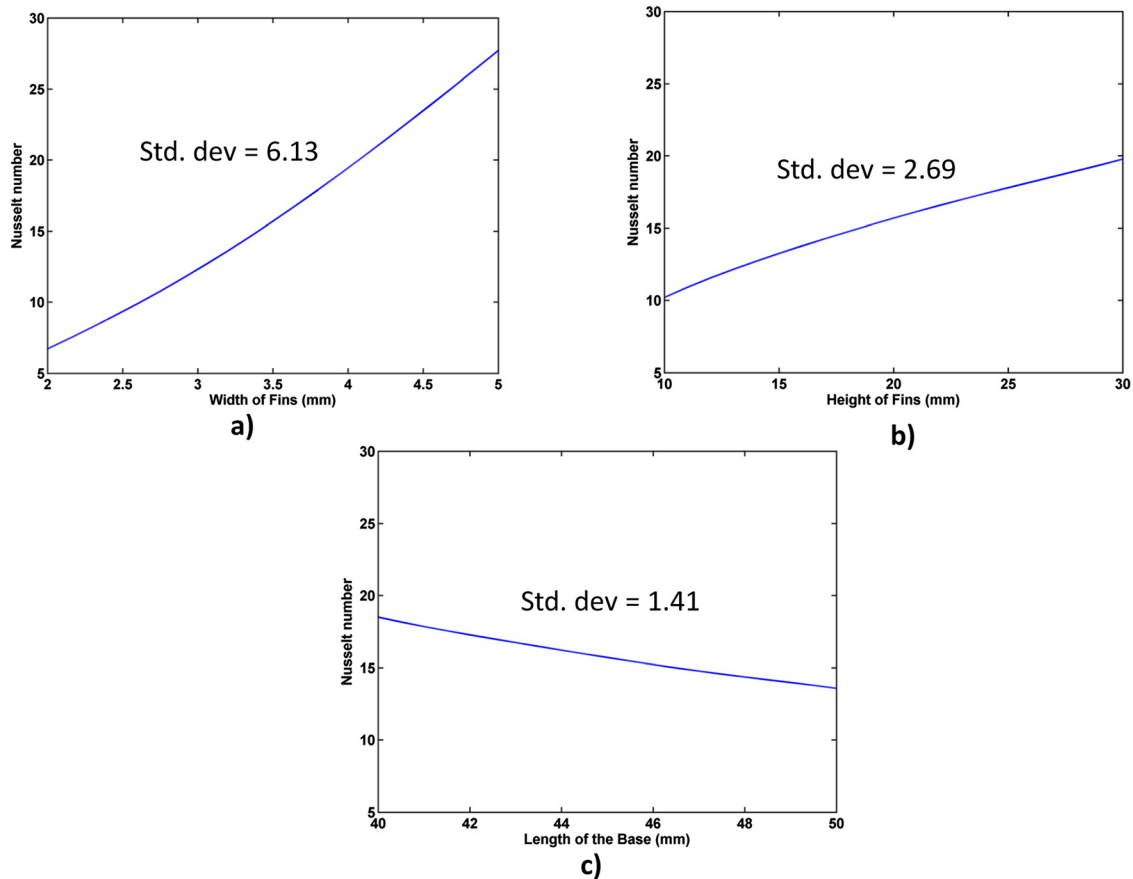 30
25
20
15
10
5
Nusselt number
Std. dev = 6.13
2 2.5 3 3.5 4 4.5 5
Width of Fins (mm)
a)
30
25
20
15
10
5
Nusselt number
Std. dev = 2.69
10 15 20 25 30
Height of Fins (mm)
b)
30
25
20
15
10
5
Nusselt number
Std. dev = 1.41
40 42 44 46 48 50
Length of the Base (mm)
c)